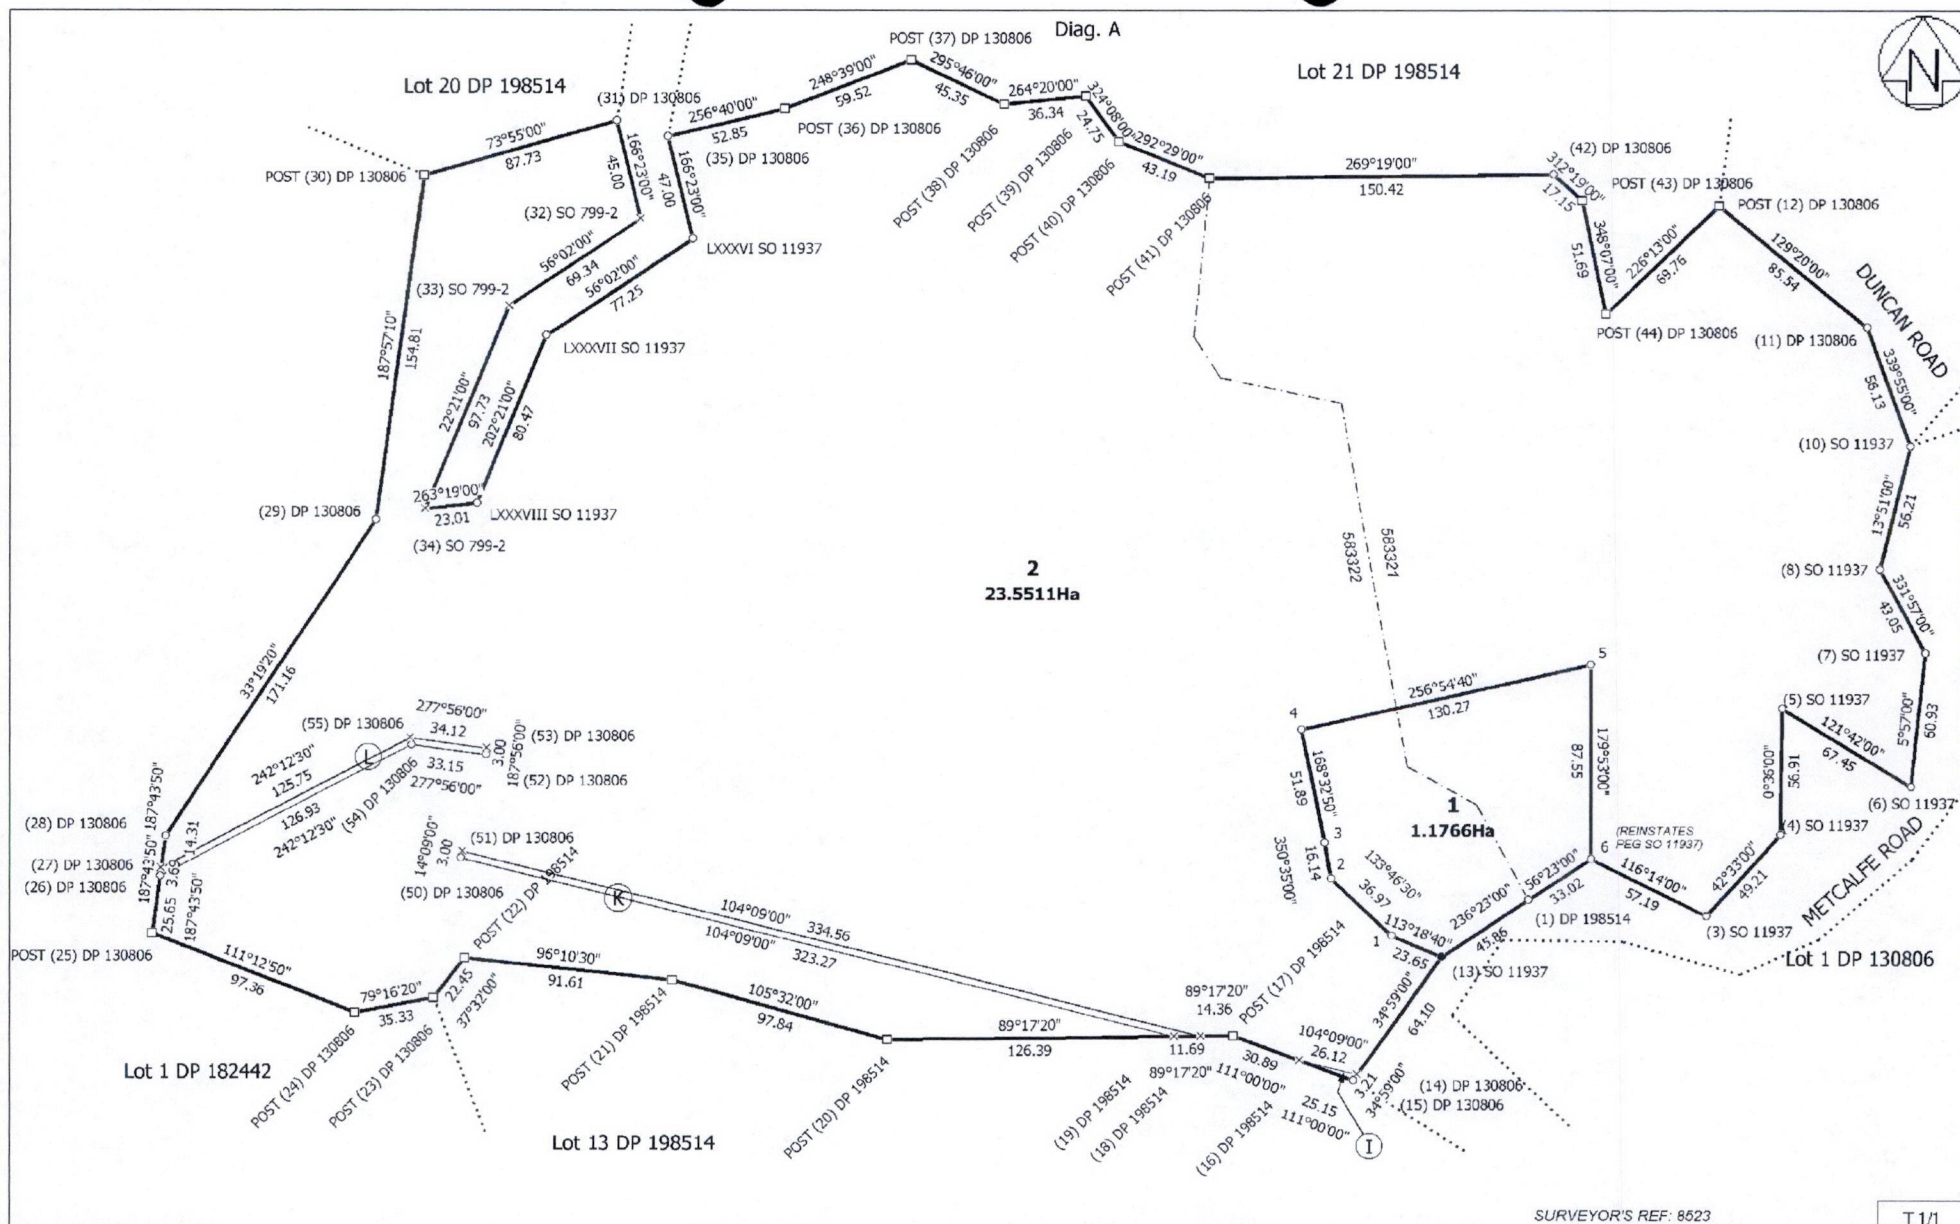 Diag. A
N
Lot 20 DP 198514
Lot 21 DP 198514
POST (37) DP 130806
248°39'00"
59.52
295°46'00"
45.35
264°20'00"
36.34
324°08'00"
24.75
292°29'00"
43.19
(31) DP 130806
256°40'00"
52.85
POST (36) DP 130806
(35) DP 130806
73°55'00"
87.73
166°23'00"
45.00
166°23'00"
47.00
POST (30) DP 130806
POST (38) DP 130806
POST (39) DP 130806
POST (40) DP 130806
POST (41) DP 130806
269°19'00"
150.42
(42) DP 130806
312°19'00"
17.15
POST (43) DP 130806
POST (12) DP 130806
348°07'00"
51.69
226°13'00"
69.76
129°20'00"
85.54
DUNCAN ROAD
POST (44) DP 130806
(11) DP 130806
339°55'00"
56.13
(10) SO 11937
13°51'00"
56.21
(8) SO 11937
331°57'00"
43.05
(7) SO 11937
5°57'00"
60.93
(5) SO 11937
121°42'00"
67.45
(6) SO 11937
0°36'00"
56.91
(4) SO 11937
METCALFE ROAD
42°33'00"
49.21
(3) SO 11937
Lot 1 DP 130806
(32) SO 799-2
56°02'00"
69.34
LXXXVI SO 11937
(33) SO 799-2
56°02'00"
77.25
LXXXVII SO 11937
187°57'10"
154.81
22°21'00"
97.73
202°21'00"
80.47
263°19'00"
23.01
LXXXVIII SO 11937
(34) SO 799-2
(29) DP 130806
33°19'20"
171.16
2
23.5511Ha
583322
583321
5
256°54'40"
130.27
4
179°53'00"
87.55
168°32'50"
51.89
1
1.1766Ha
3
16.14
350°35'00"
2
133°46'30"
36.97
6
(REINSTATES
PEG SO 11937)
116°14'00"
57.19
56°23'00"
33.02
(1) DP 198514
236°23'00"
45.86
1
113°18'40"
23.65
(13) SO 11937
34°59'00"
64.10
(55) DP 130806
277°56'00"
34.12
(53) DP 130806
3.00
187°56'00"
33.15
277°56'00"
(52) DP 130806
L
242°12'30"
125.75
126.93
242°12'30"
(54) DP 130806
(28) DP 130806
187°43'50"
14.31
(27) DP 130806
187°43'50"
3.69
(26) DP 130806
25.65
187°43'50"
POST (25) DP 130806
14°09'00"
3.00
(51) DP 130806
(50) DP 130806
K
104°09'00"
334.56
104°09'00"
323.27
POST (22) DP 198514
111°12'50"
97.36
79°16'20"
35.33
22.45
37°32'00"
96°10'30"
91.61
105°32'00"
97.84
89°17'20"
126.39
11.69
89°17'20"
89°17'20"
14.36
POST (17) DP 198514
30.89
111°00'00"
104°09'00"
26.12
25.15
111°00'00"
3.21
34°59'00"
(14) DP 130806
(15) DP 130806
I
Lot 1 DP 182442
POST (24) DP 130806
POST (23) DP 130806
Lot 13 DP 198514
POST (21) DP 198514
POST (20) DP 198514
(19) DP 198514
(18) DP 198514
(16) DP 198514
SURVEYOR'S REF: 8523
T 1/1